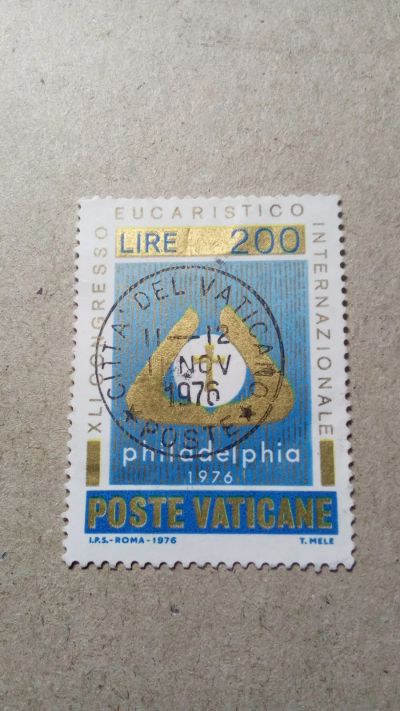 XLI CONGRESSO EUCARISTICO INTERNAZIONALE
LIRE 200
CITTA' DEL VATICANO
11-12
11 NOV
1976
★ POSTE ★
philadelphia
1976
POSTE VATICANE
I.P.S.-ROMA-1976
T. MELE